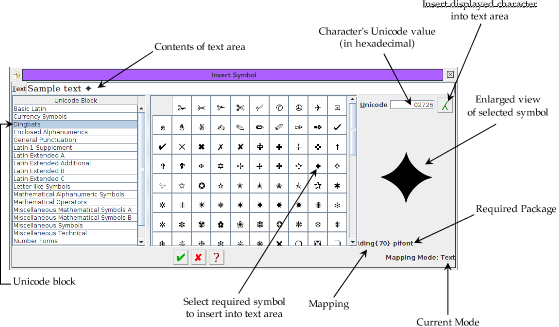 Insert displayed character
into text area
Character's Unicode value
(in hexadecimal)
Contents of text area
Insert Symbol
Text Sample text ✦
Unicode Block
Basic Latin
Currency Symbols
Dingbats
Enclosed Alphanumerics
General Punctuation
Latin 1 Supplement
Latin Extended A
Latin Extended Additional
Latin Extended B
Latin Extended C
Letter-like Symbols
Mathematical Alphanumeric Symbols
Mathematical Operators
Miscellaneous Mathematical Symbols A
Miscellaneous Mathematical Symbols B
Miscellaneous Symbols
Miscellaneous Technical
Number Forms
Unicode 02726
Enlarged view
of selected symbol
Required Package
\ding{70} pifont
Mapping Mode: Text
Unicode block
Select required symbol
to insert into text area
Mapping
Current Mode